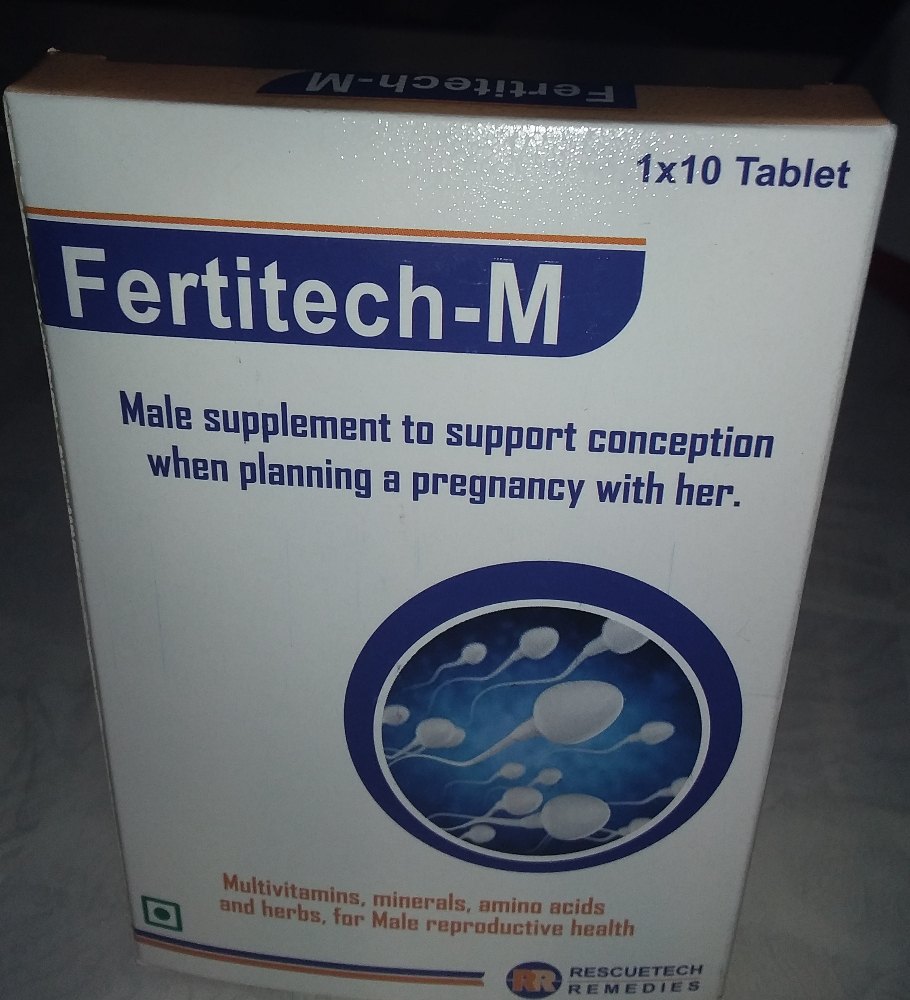 Fertitech-M
1x10 Tablet
Fertitech-M
Male supplement to support conception
when planning a pregnancy with her.
Multivitamins, minerals, amino acids
and herbs, for Male reproductive health
RR RESCUETECH
REMEDIES